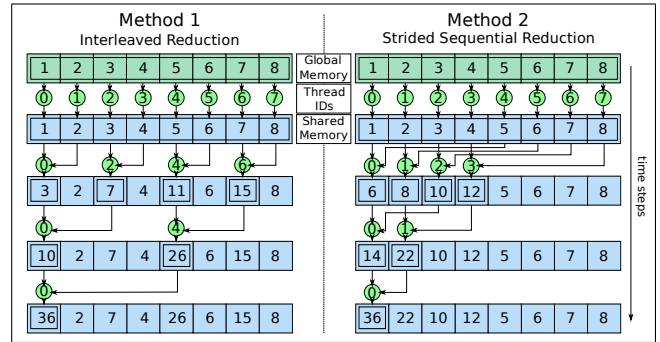 Method 1
Interleaved Reduction
Method 2
Strided Sequential Reduction
1 2 3 4 5 6 7 8
Global
Memory
1 2 3 4 5 6 7 8
0 1 2 3 4 5 6 7
Thread
IDs
0 1 2 3 4 5 6 7
1 2 3 4 5 6 7 8
Shared
Memory
1 2 3 4 5 6 7 8
0 2 4 6
0 1 2 3
3 2 7 4 11 6 15 8
6 8 10 12 5 6 7 8
0 4
0 1
10 2 7 4 26 6 15 8
14 22 10 12 5 6 7 8
0
0
36 2 7 4 26 6 15 8
36 22 10 12 5 6 7 8
time steps